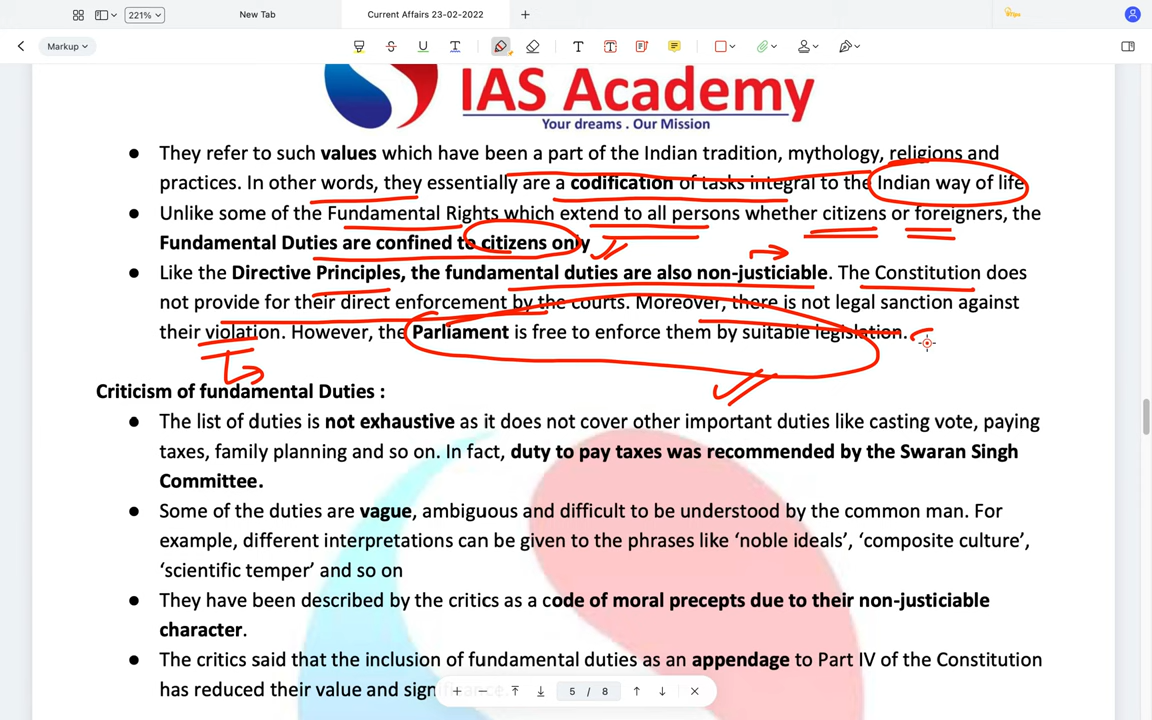 221%
New Tab
Current Affairs 23-02-2022
Markup
IAS Academy
Your dreams . Our Mission
● They refer to such values which have been a part of the Indian tradition, mythology, religions and
practices. In other words, they essentially are a codification of tasks integral to the Indian way of life
● Unlike some of the Fundamental Rights which extend to all persons whether citizens or foreigners, the
Fundamental Duties are confined to citizens only
● Like the Directive Principles, the fundamental duties are also non-justiciable. The Constitution does
not provide for their direct enforcement by the courts. Moreover, there is not legal sanction against
their violation. However, the Parliament is free to enforce them by suitable legislation.
Criticism of fundamental Duties :
● The list of duties is not exhaustive as it does not cover other important duties like casting vote, paying
taxes, family planning and so on. In fact, duty to pay taxes was recommended by the Swaran Singh
Committee.
● Some of the duties are vague, ambiguous and difficult to be understood by the common man. For
example, different interpretations can be given to the phrases like ‘noble ideals’, ‘composite culture’,
‘scientific temper’ and so on
● They have been described by the critics as a code of moral precepts due to their non-justiciable
character.
● The critics said that the inclusion of fundamental duties as an appendage to Part IV of the Constitution
has reduced their value and significance.
5 / 8